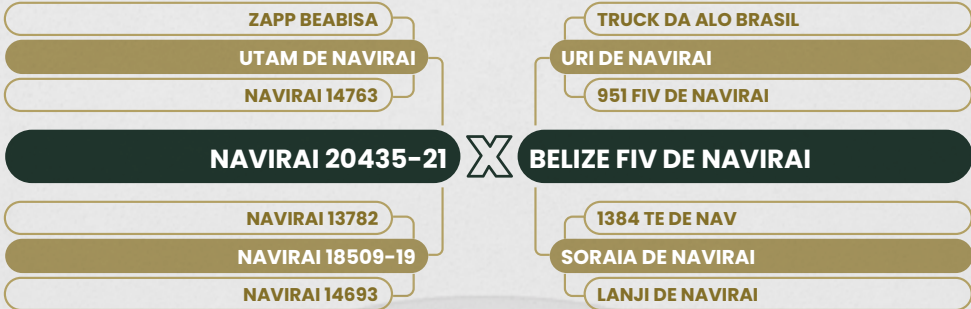 ZAPP BEABISA
UTAM DE NAVIRAI
NAVIRAI 14763
NAVIRAI 20435-21
NAVIRAI 13782
NAVIRAI 18509-19
NAVIRAI 14693
X
TRUCK DA ALO BRASIL
URI DE NAVIRAI
951 FIV DE NAVIRAI
BELIZE FIV DE NAVIRAI
1384 TE DE NAV
SORAIA DE NAVIRAI
LANJI DE NAVIRAI